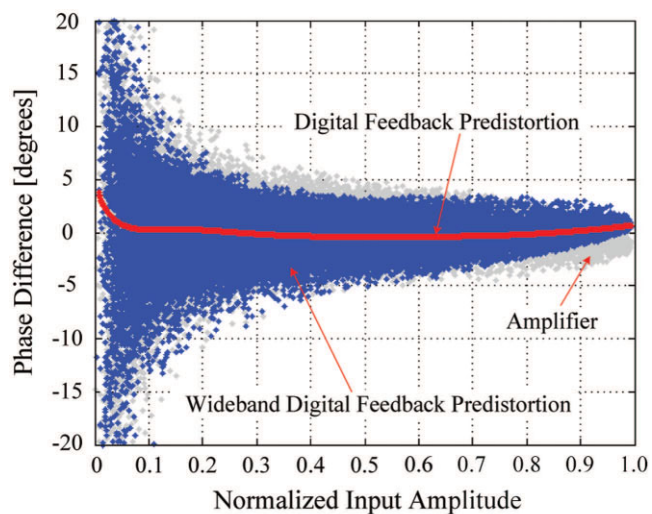 20
15
10
5
0
-5
-10
-15
-20
Phase Difference [degrees]
Digital Feedback Predistortion
Amplifier
Wideband Digital Feedback Predistortion
0 0.1 0.2 0.3 0.4 0.5 0.6 0.7 0.8 0.9 1.0
Normalized Input Amplitude